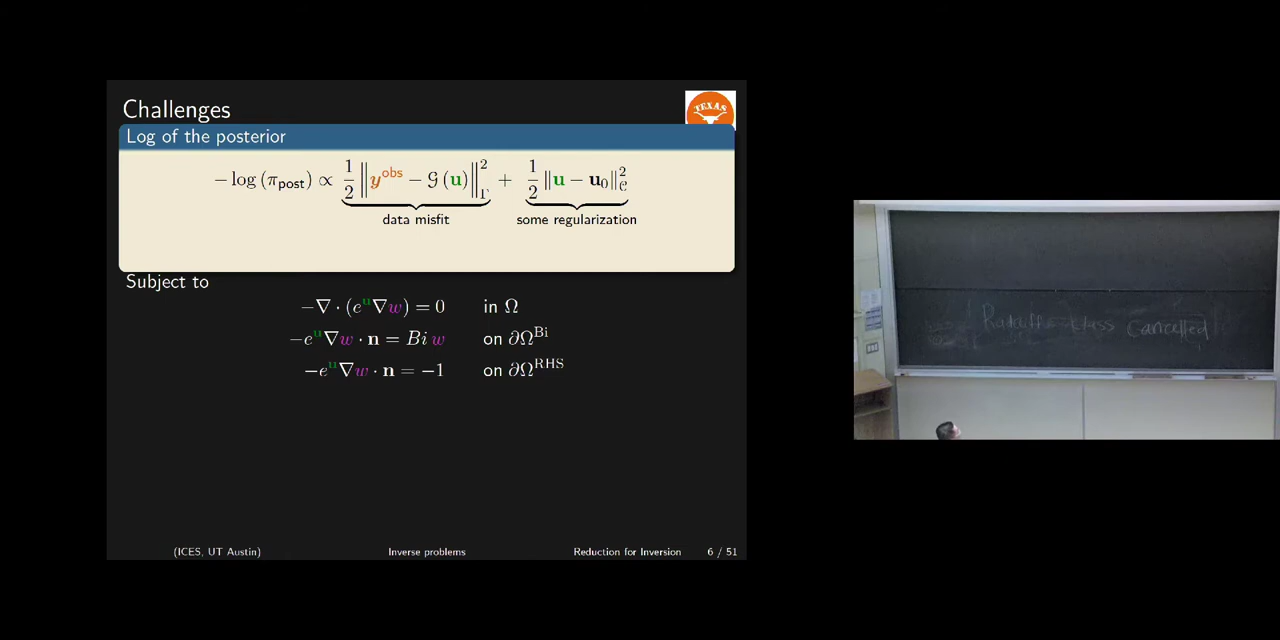 Challenges
TEXAS
Log of the posterior
− log (π_post) ∝ 1/2 ‖y^obs − 𝒢 (u)‖²_Γ + 1/2 ‖u − u₀‖²_𝒞
data misfit some regularization
Subject to
−∇ · (e^u ∇w) = 0 in Ω
−e^u ∇w · n = Bi w on ∂Ω^Bi
−e^u ∇w · n = −1 on ∂Ω^RHS
class Cancelled
(ICES, UT Austin) Inverse problems Reduction for Inversion 6 / 51